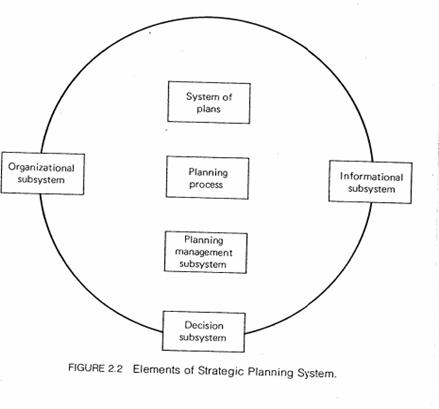 System of
plans
Organizational
subsystem
Planning
process
Informational
subsystem
Planning
management
subsystem
Decision
subsystem
FIGURE 2.2 Elements of Strategic Planning System.